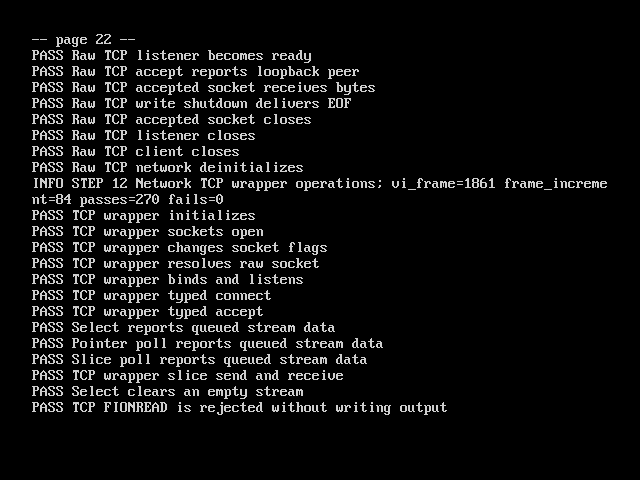 -- page 22 --
PASS Raw TCP listener becomes ready
PASS Raw TCP accept reports loopback peer
PASS Raw TCP accepted socket receives bytes
PASS Raw TCP write shutdown delivers EOF
PASS Raw TCP accepted socket closes
PASS Raw TCP listener closes
PASS Raw TCP client closes
PASS Raw TCP network deinitializes
INFO STEP 12 Network TCP wrapper operations; vi_frame=1861 frame_increme
nt=84 passes=270 fails=0
PASS TCP wrapper initializes
PASS TCP wrapper sockets open
PASS TCP wrapper changes socket flags
PASS TCP wrapper resolves raw socket
PASS TCP wrapper binds and listens
PASS TCP wrapper typed connect
PASS TCP wrapper typed accept
PASS Select reports queued stream data
PASS Pointer poll reports queued stream data
PASS Slice poll reports queued stream data
PASS TCP wrapper slice send and receive
PASS Select clears an empty stream
PASS TCP FIONREAD is rejected without writing output